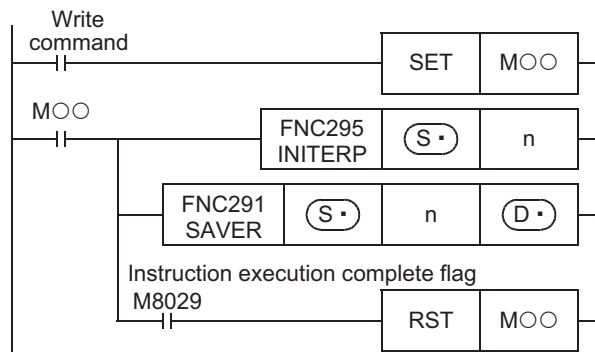 Write
command
SET M○○
M○○
FNC295
INITERP
S・ n
FNC291
SAVER
S・ n D・
Instruction execution complete flag
M8029
RST M○○